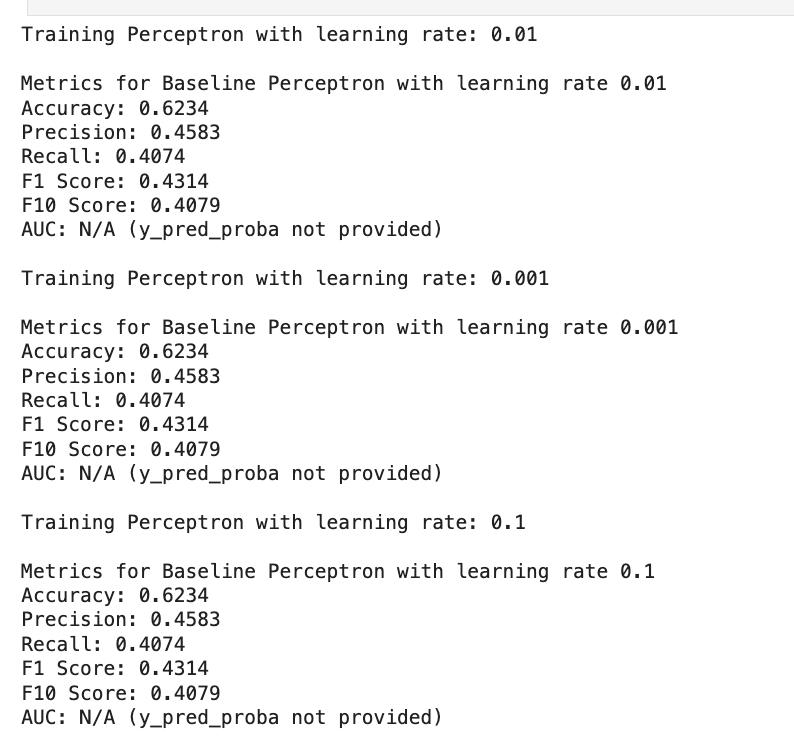 Training Perceptron with learning rate: 0.01
Metrics for Baseline Perceptron with learning rate 0.01
Accuracy: 0.6234
Precision: 0.4583
Recall: 0.4074
F1 Score: 0.4314
F10 Score: 0.4079
AUC: N/A (y_pred_proba not provided)
Training Perceptron with learning rate: 0.001
Metrics for Baseline Perceptron with learning rate 0.001
Accuracy: 0.6234
Precision: 0.4583
Recall: 0.4074
F1 Score: 0.4314
F10 Score: 0.4079
AUC: N/A (y_pred_proba not provided)
Training Perceptron with learning rate: 0.1
Metrics for Baseline Perceptron with learning rate 0.1
Accuracy: 0.6234
Precision: 0.4583
Recall: 0.4074
F1 Score: 0.4314
F10 Score: 0.4079
AUC: N/A (y_pred_proba not provided)